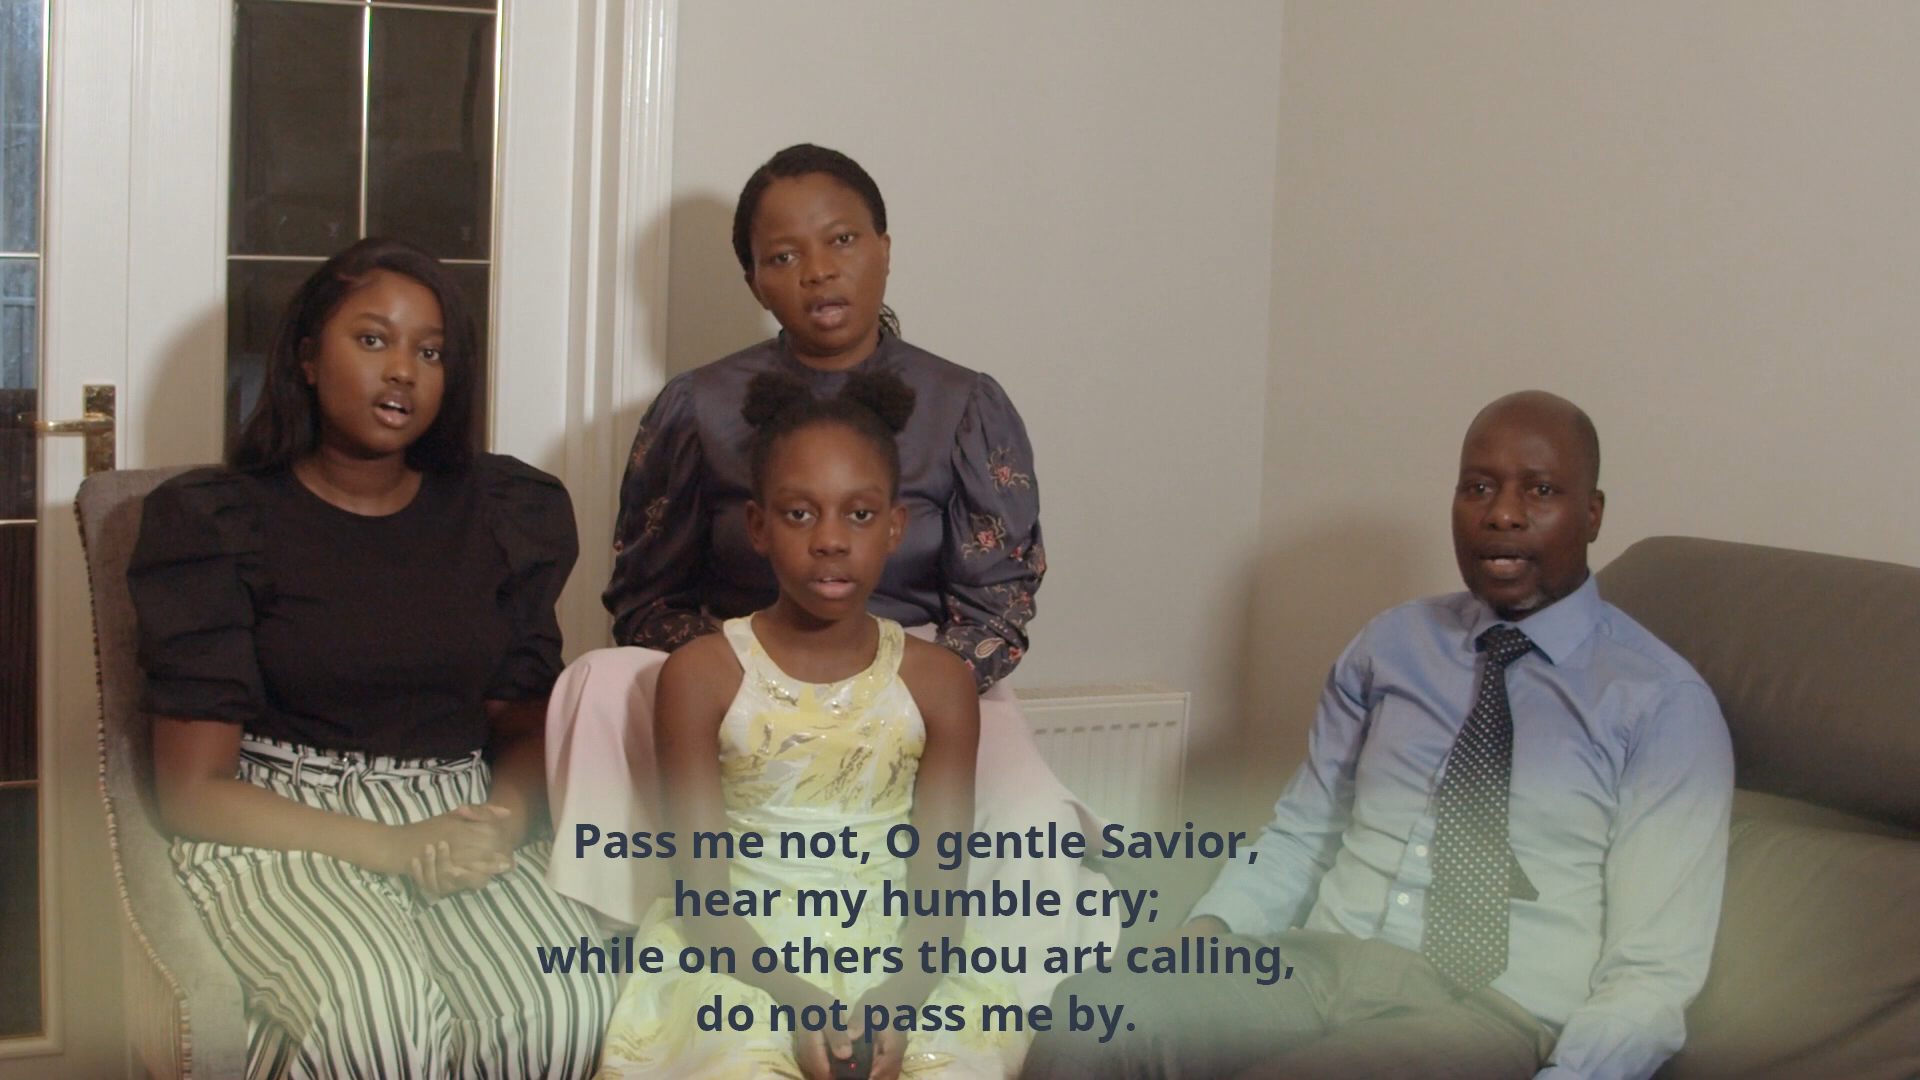 Pass me not, O gentle Savior,
hear my humble cry;
while on others thou art calling,
do not pass me by.